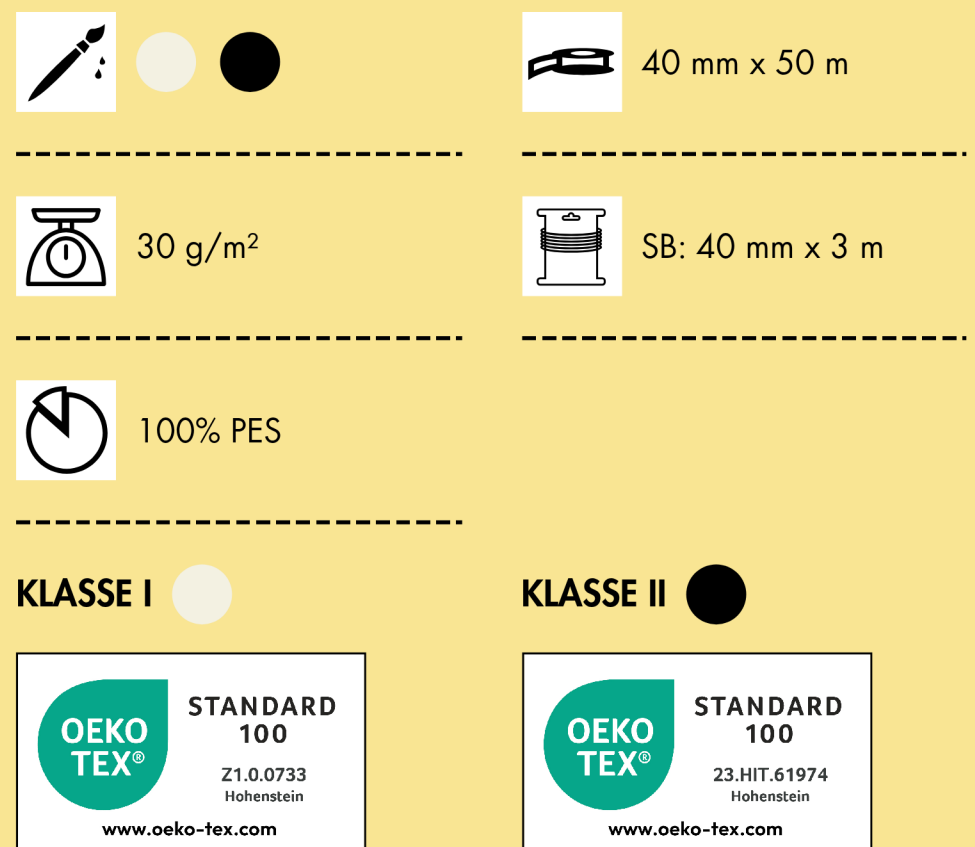 40 mm x 50 m
30 g/m²
SB: 40 mm x 3 m
100% PES
KLASSE I
KLASSE II
OEKO
TEX®
STANDARD
100
Z1.0.0733
Hohenstein
www.oeko-tex.com
OEKO
TEX®
STANDARD
100
23.HIT.61974
Hohenstein
www.oeko-tex.com